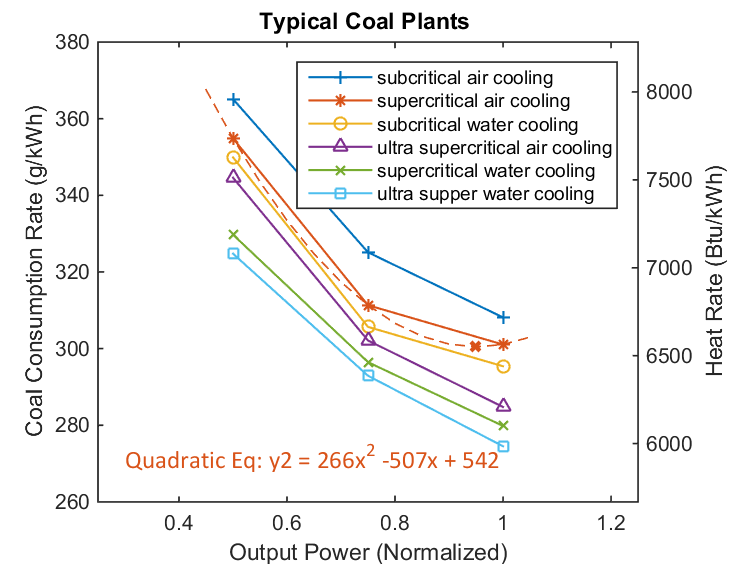 Typical Coal Plants
380
360
340
320
300
280
260
Coal Consumption Rate (g/kWh)
subcritical air cooling
supercritical air cooling
subcritical water cooling
ultra supercritical air cooling
supercritical water cooling
ultra supper water cooling
Quadratic Eq: y2 = 266x² -507x + 542
8000
7500
7000
6500
6000
Heat Rate (Btu/kWh)
0.4 0.6 0.8 1 1.2
Output Power (Normalized)